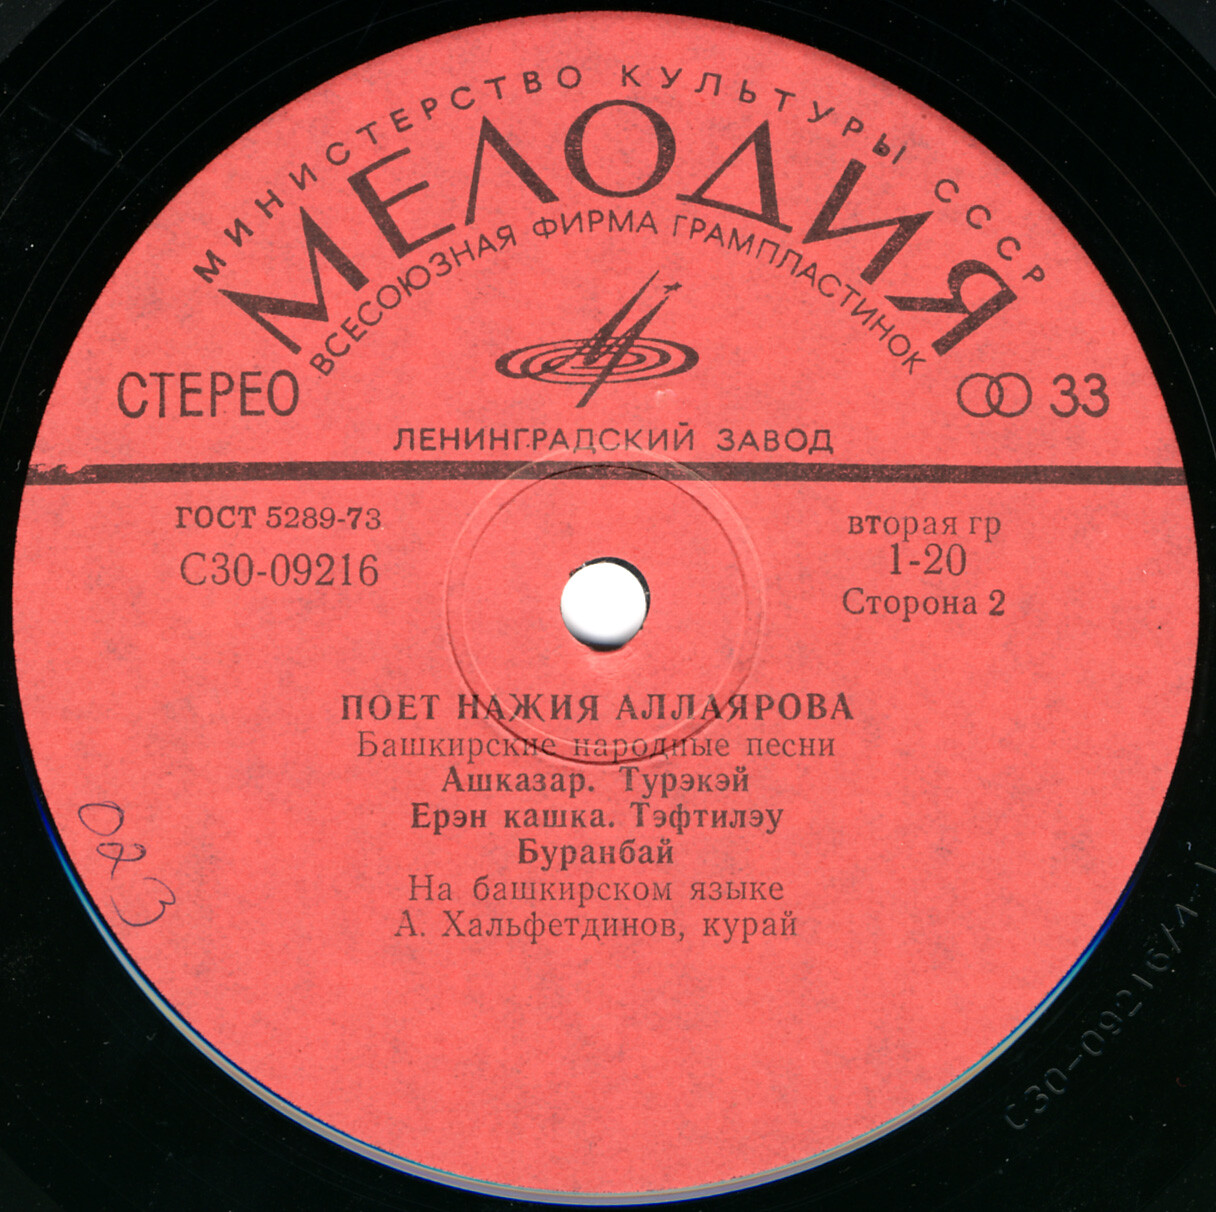 МИНИСТЕРСТВО КУЛЬТУРЫ СССР
МЕЛОДИЯ
ВСЕСОЮЗНАЯ ФИРМА ГРАМПЛАСТИНОК
СТЕРЕО
33
ЛЕНИНГРАДСКИЙ ЗАВОД
ГОСТ 5289-73
С30-09216
вторая гр
1-20
Сторона 2
ПОЕТ НАЖИЯ АЛЛАЯРОВА
Башкирские народные песни
Ашказар. Турэкэй
Ерэн кашка. Тэфтилэу
Буранбай
На башкирском языке
А. Хальфетдинов, курай
023